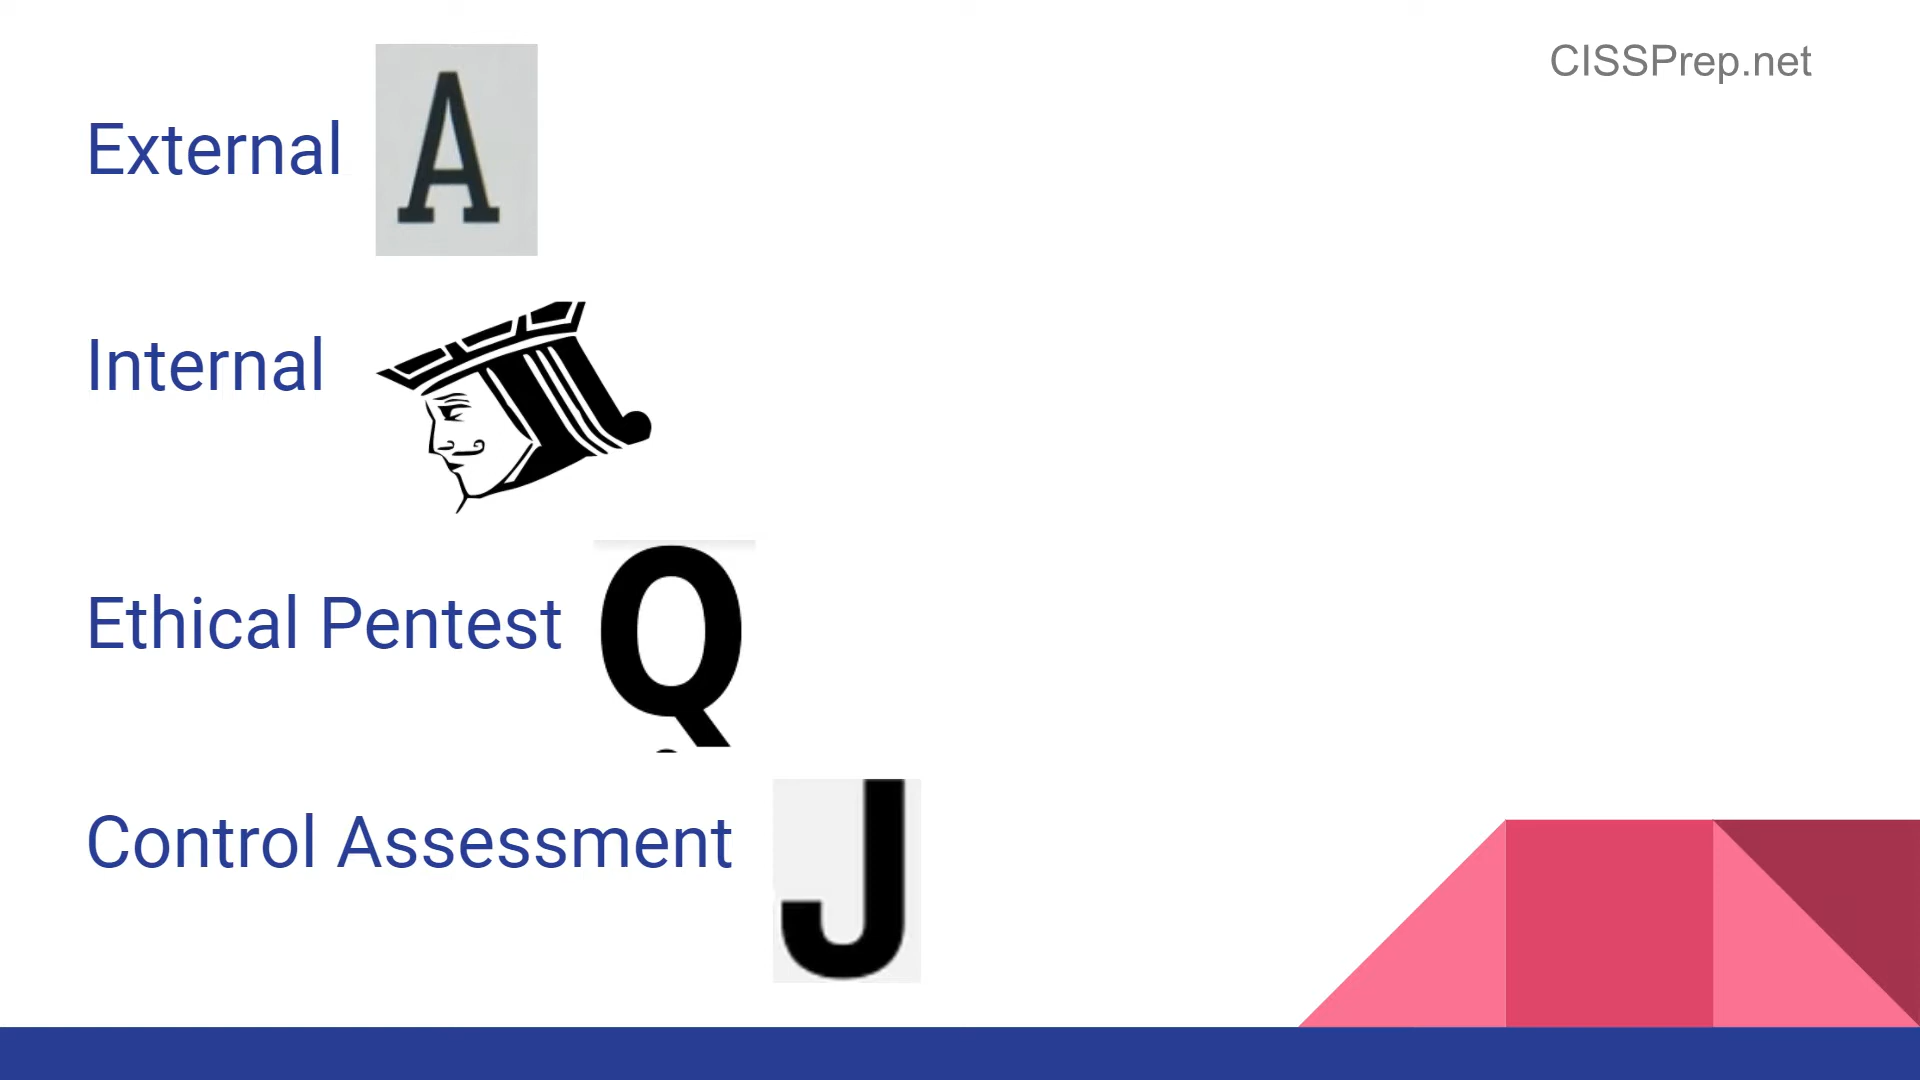 CISSPrep.net
External A
Internal
Ethical Pentest Q
Control Assessment J